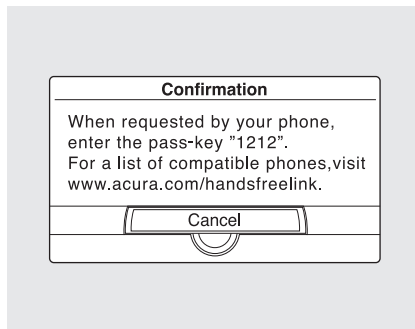 Confirmation
When requested by your phone,
enter the pass-key ”1212”.
For a list of compatible phones,visit
www.acura.com/handsfreelink.
Cancel